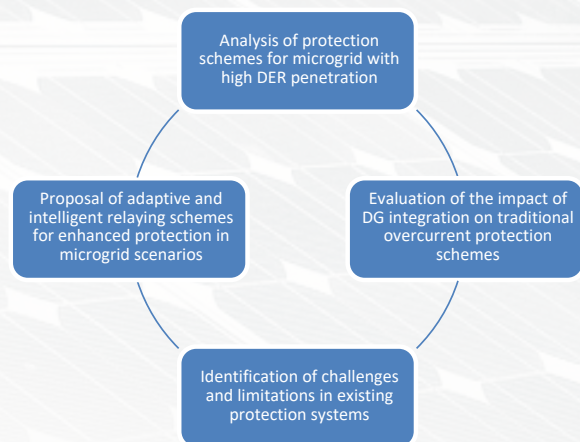 Analysis of protection
schemes for microgrid with
high DER penetration
Evaluation of the impact of
DG integration on traditional
overcurrent protection
schemes
Identification of challenges
and limitations in existing
protection systems
Proposal of adaptive and
intelligent relaying schemes
for enhanced protection in
microgrid scenarios